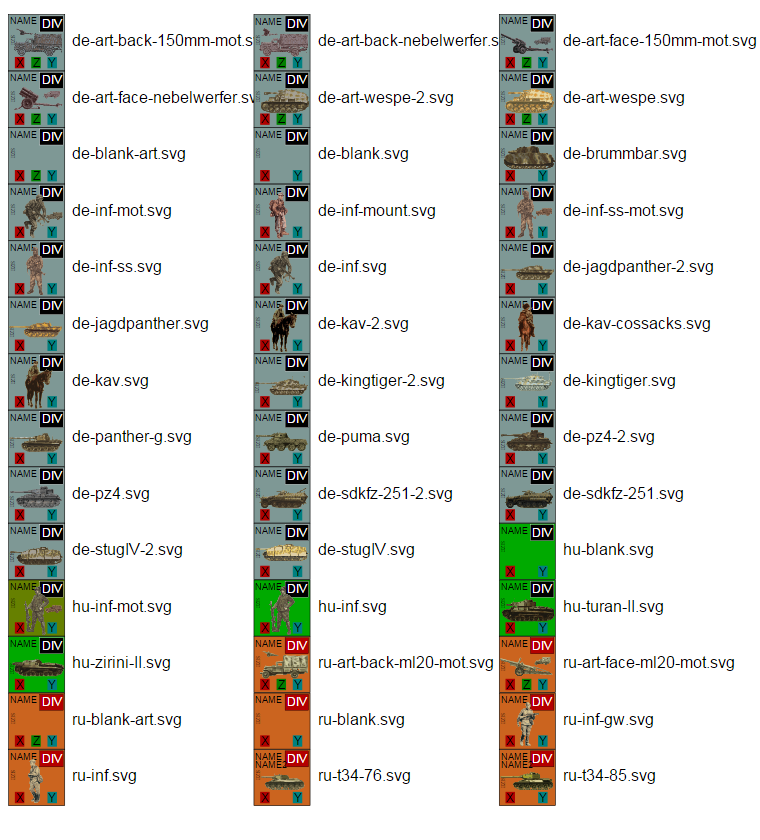 NAME DIV NAME DIV NAME DIV
de-art-back-150mm-mot.s de-art-back-nebelwerfer.s de-art-face-150mm-mot.svg
X Z Y X Z Y X Z Y
NAME DIV NAME DIV NAME DIV
de-art-face-nebelwerfer.sv de-art-wespe-2.svg de-art-wespe.svg
X Z Y X Z Y X Z Y
NAME DIV NAME DIV NAME DIV
de-blank-art.svg de-blank.svg de-brummbar.svg
X Z Y X Y X Y
NAME DIV NAME DIV NAME DIV
de-inf-mot.svg de-inf-mount.svg de-inf-ss-mot.svg
X Y X Y X Y
NAME DIV NAME DIV NAME DIV
de-inf-ss.svg de-inf.svg de-jagdpanther-2.svg
X Y X Y X Y
NAME DIV NAME DIV NAME DIV
de-jagdpanther.svg de-kav-2.svg de-kav-cossacks.svg
X Y X Y X Y
NAME DIV NAME DIV NAME DIV
de-kav.svg de-kingtiger-2.svg de-kingtiger.svg
X Y X Y X Y
NAME DIV NAME DIV NAME DIV
de-panther-g.svg de-puma.svg de-pz4-2.svg
X Y X Y X Y
NAME DIV NAME DIV NAME DIV
de-pz4.svg de-sdkfz-251-2.svg de-sdkfz-251.svg
X Y X Y X Y
NAME DIV NAME DIV NAME DIV
de-stugIV-2.svg de-stugIV.svg hu-blank.svg
X Y X Y X Y
NAME DIV NAME DIV NAME DIV
hu-inf-mot.svg hu-inf.svg hu-turan-II.svg
X Y X Y X Y
NAME DIV NAME DIV NAME DIV
hu-zirini-II.svg ru-art-back-ml20-mot.svg ru-art-face-ml20-mot.svg
X Y X Z Y X Z Y
NAME DIV NAME DIV NAME DIV
ru-blank-art.svg ru-blank.svg ru-inf-gw.svg
X Z Y X Y X Y
NAME DIV NAME DIV NAME DIV
NAME2 NAME2
ru-inf.svg ru-t34-76.svg ru-t34-85.svg
X Y X Y X Y